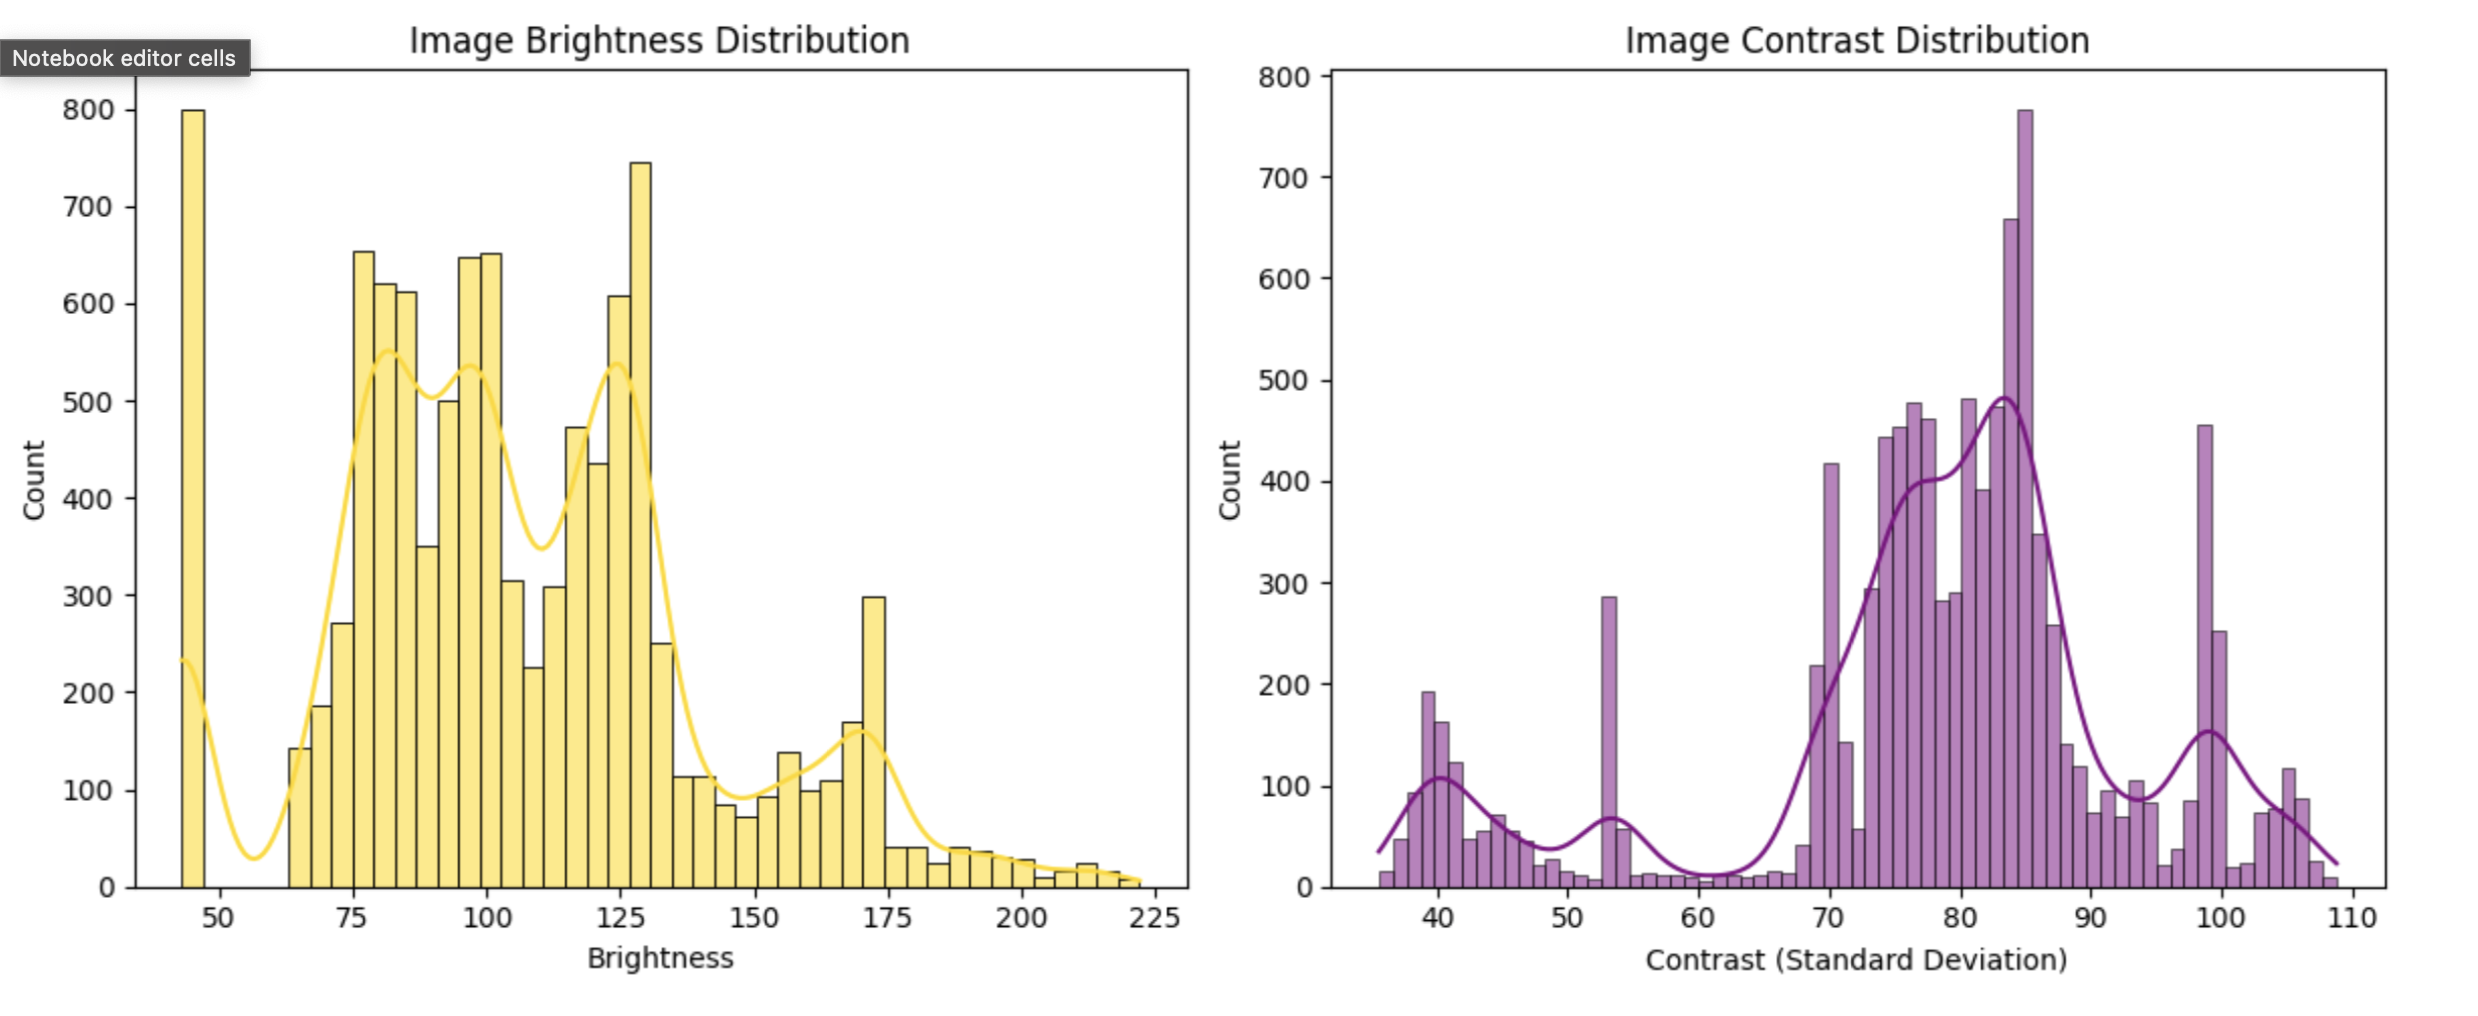 Image Brightness Distribution
Notebook editor cells
800
700
600
500
400
300
200
100
0
Count
50 75 100 125 150 175 200 225
Brightness
Image Contrast Distribution
800
700
600
500
400
300
200
100
0
Count
40 50 60 70 80 90 100 110
Contrast (Standard Deviation)